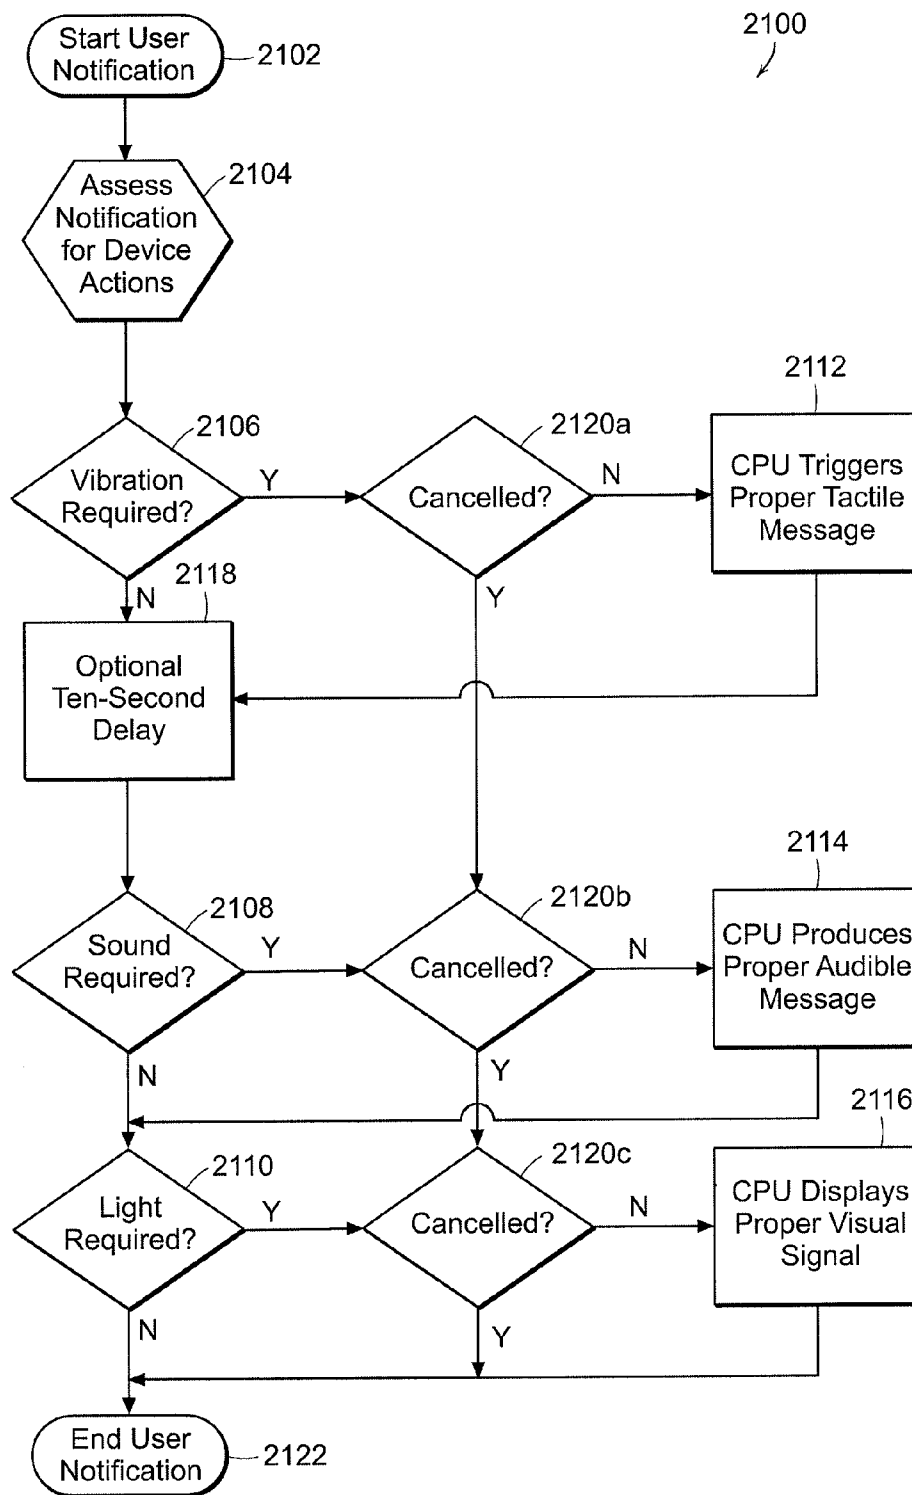 Start User
Notification
2102
2100
Assess
Notification
for Device
Actions
2104
Vibration
Required?
2106
Y
N
Cancelled?
2120a
N
Y
CPU Triggers
Proper Tactile
Message
2112
Optional
Ten-Second
Delay
2118
Sound
Required?
2108
Y
N
Cancelled?
2120b
N
Y
CPU Produces
Proper Audible
Message
2114
Light
Required?
2110
Y
N
Cancelled?
2120c
N
Y
CPU Displays
Proper Visual
Signal
2116
End User
Notification
2122